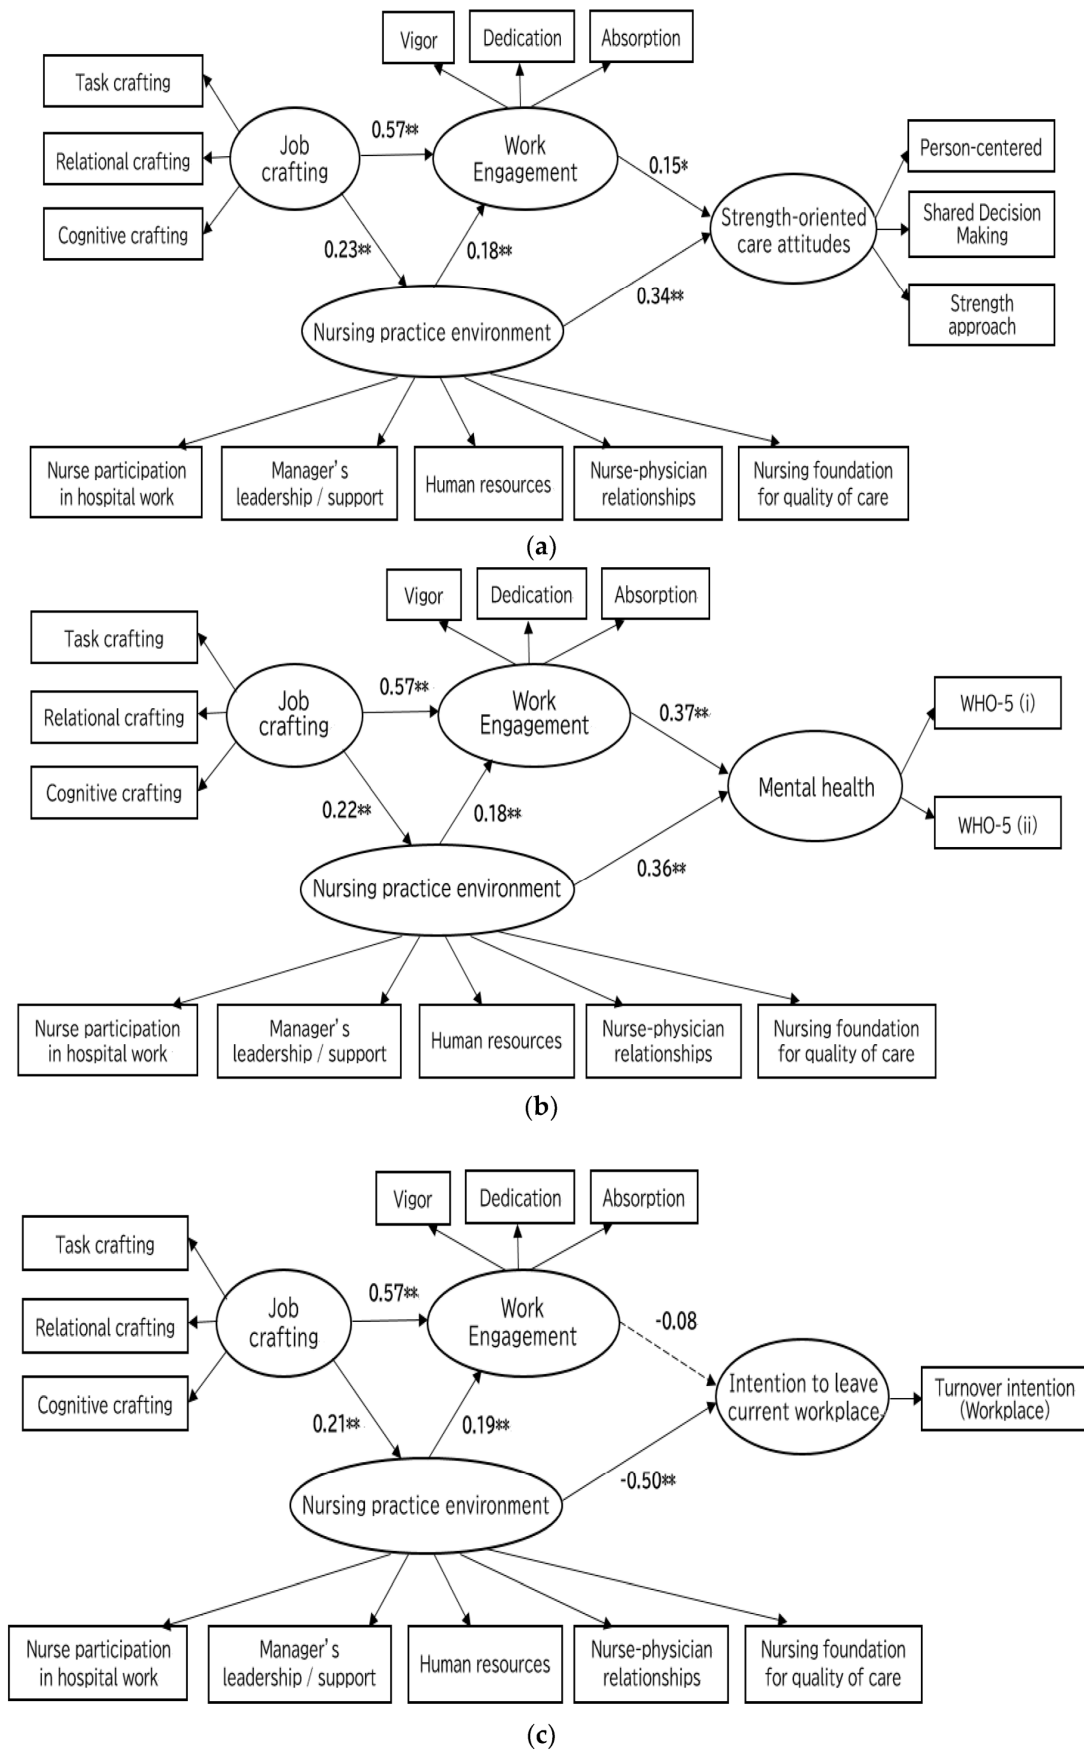 Vigor
Dedication
Absorption
Task crafting
Relational crafting
Cognitive crafting
Job
crafting
0.57**
Work
Engagement
0.15*
Person-centered
Shared Decision
Making
Strength
approach
Strength-oriented
care attitudes
0.23**
0.18**
0.34**
Nursing practice environment
Nurse participation
in hospital work
Manager's
leadership / support
Human resources
Nurse-physician
relationships
Nursing foundation
for quality of care
(a)
Vigor
Dedication
Absorption
Task crafting
Relational crafting
Cognitive crafting
Job
crafting
0.57**
Work
Engagement
0.37**
WHO-5 (i)
Mental health
WHO-5 (ii)
0.22**
0.18**
0.36**
Nursing practice environment
Nurse participation
in hospital work
Manager's
leadership / support
Human resources
Nurse-physician
relationships
Nursing foundation
for quality of care
(b)
Vigor
Dedication
Absorption
Task crafting
Relational crafting
Cognitive crafting
Job
crafting
0.57**
Work
Engagement
-0.08
Intention to leave
current workplace
Turnover intention
(Workplace)
0.21**
0.19**
-0.50**
Nursing practice environment
Nurse participation
in hospital work
Manager's
leadership / support
Human resources
Nurse-physician
relationships
Nursing foundation
for quality of care
(c)